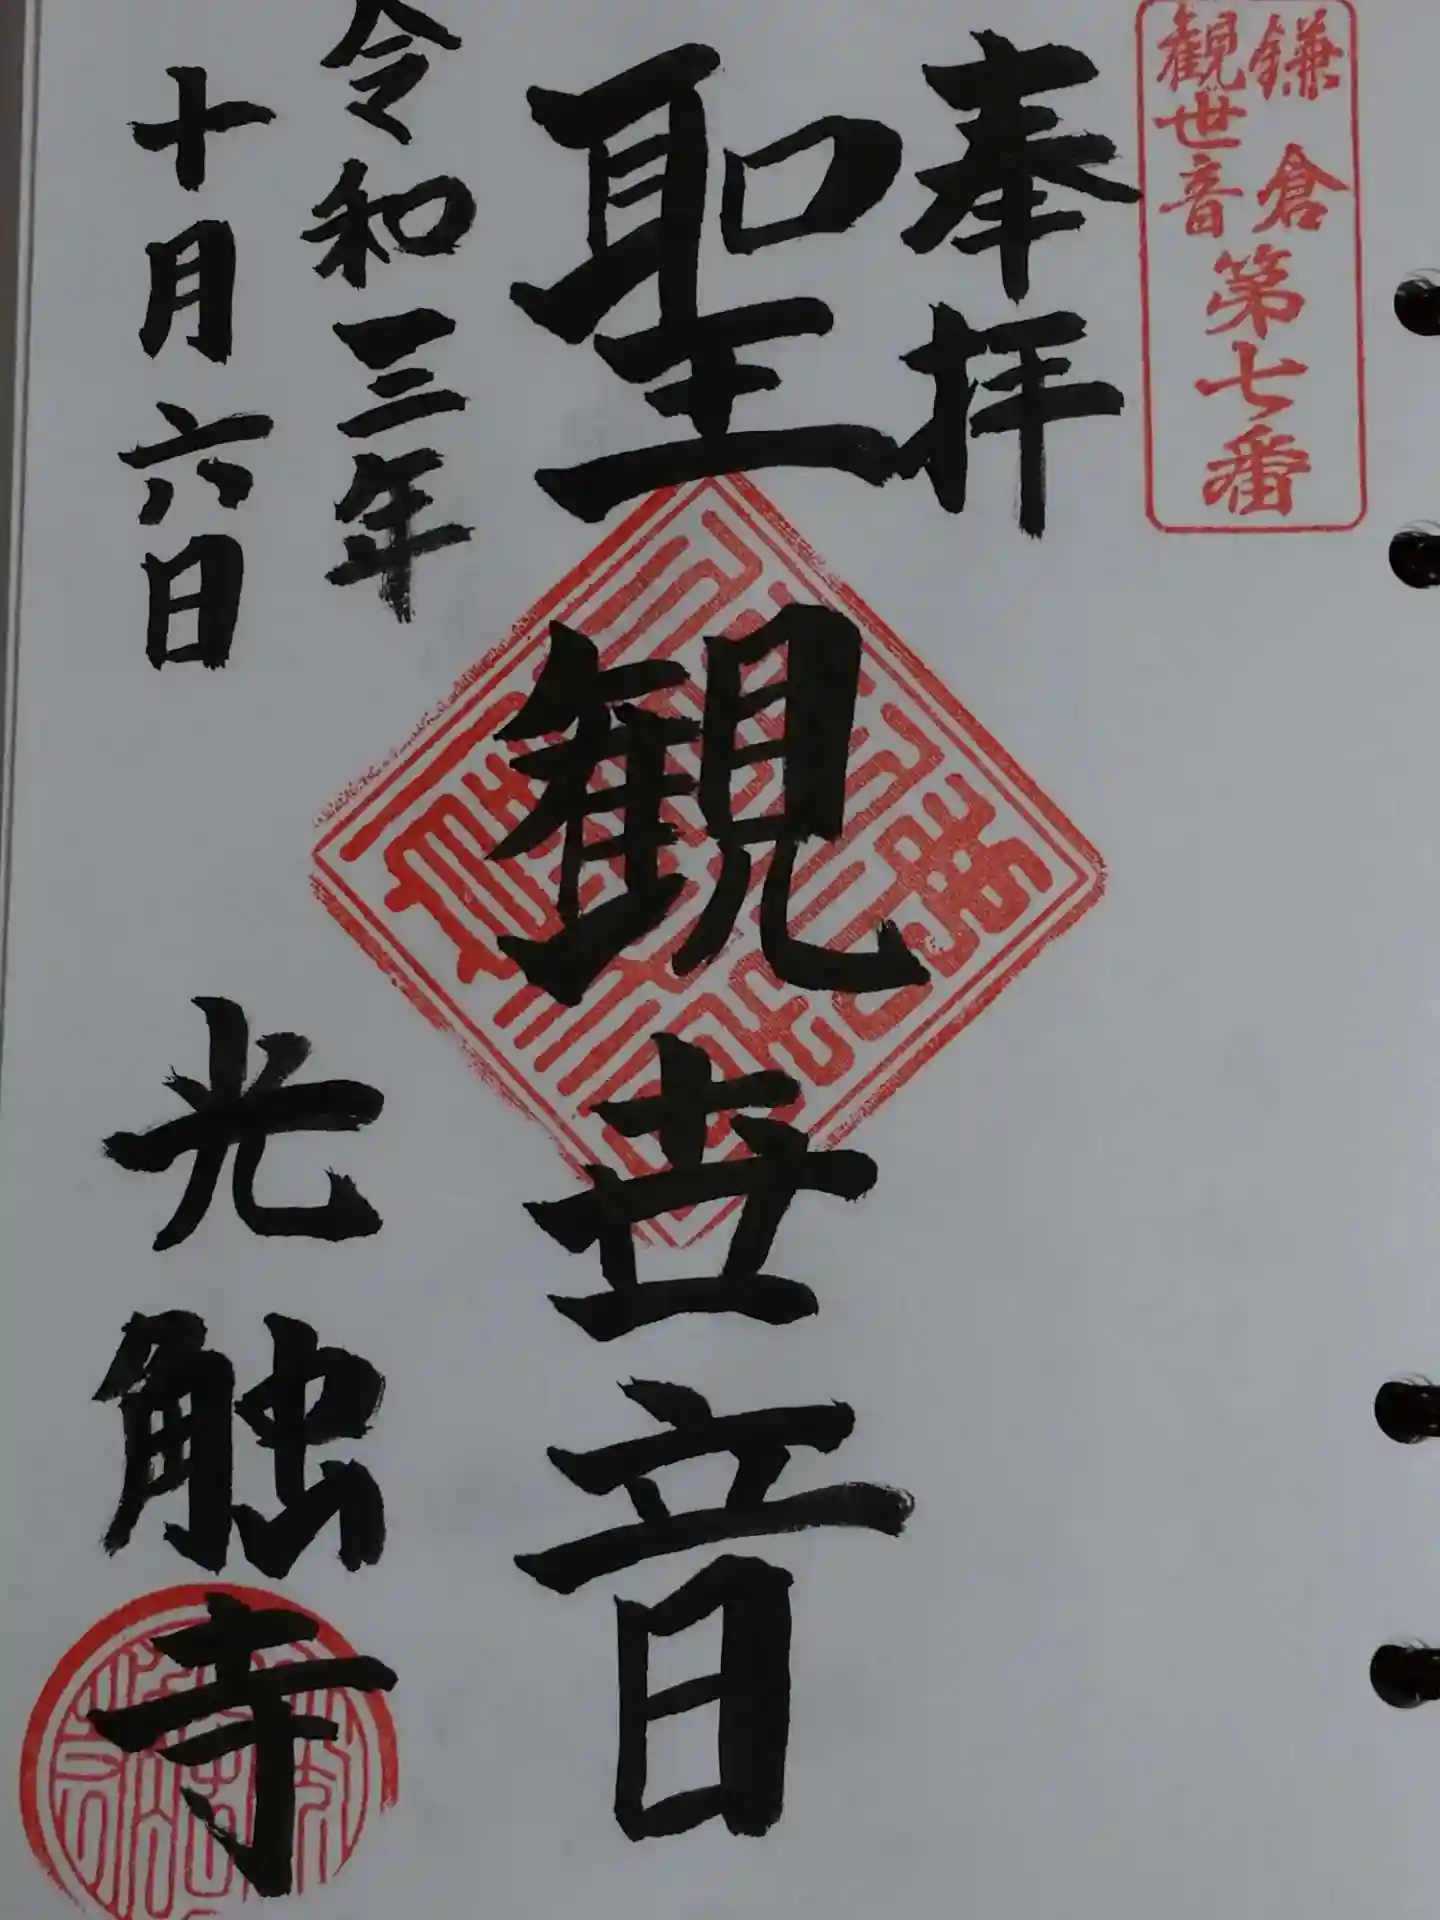 鎌倉
観世音
第七番
奉拝
聖観世音
令和三年
十月六日
光触寺